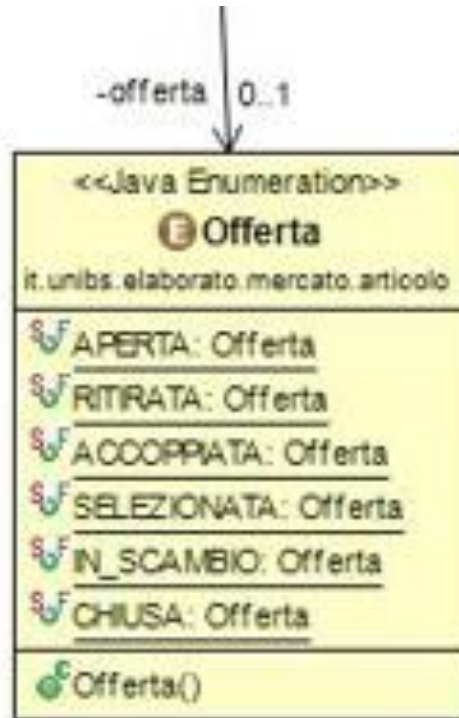 -offerta 0..1
<<Java Enumeration>>
E Offerta
it.unibs.elaborato.mercato.articolo
S F APERTA: Offerta
S F RITIRATA: Offerta
S F ACCOPPIATA: Offerta
S F SELEZIONATA: Offerta
S F IN_SCAMBIO: Offerta
S F CHIUSA: Offerta
C Offerta()